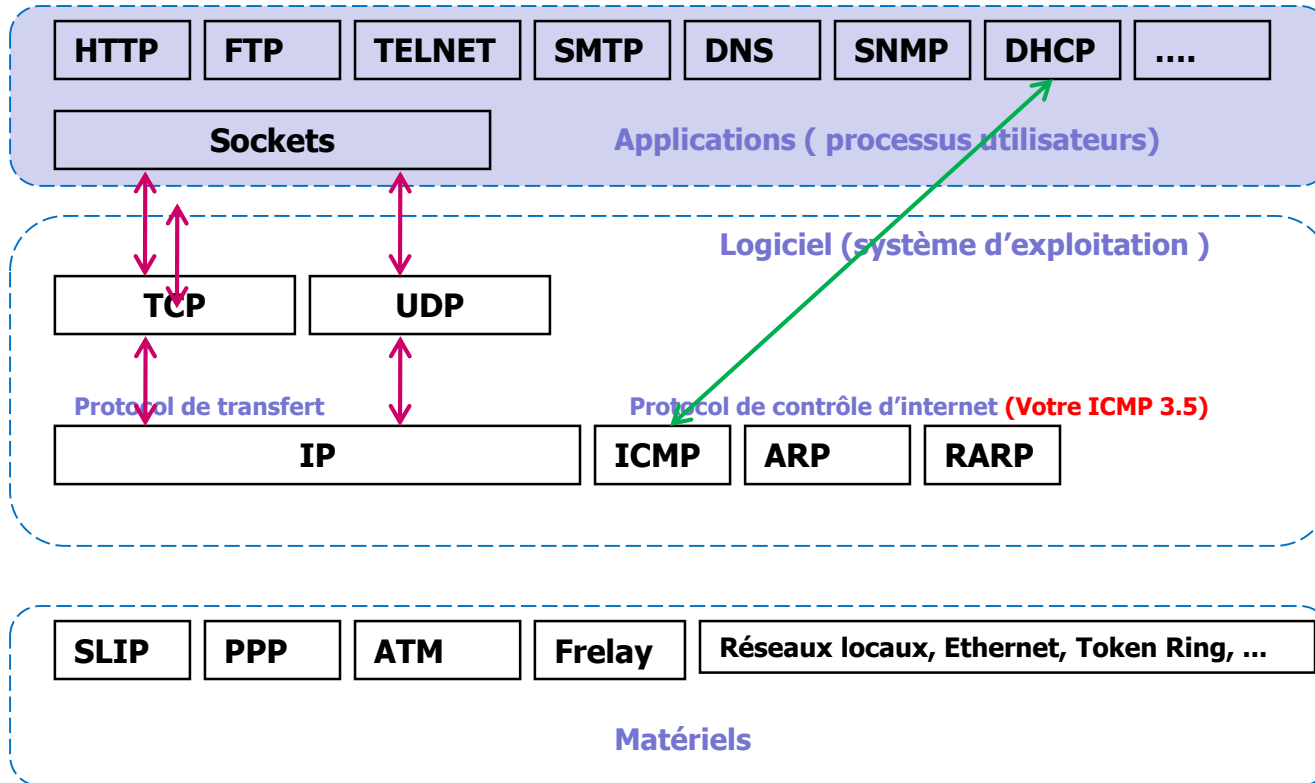 HTTP FTP TELNET SMTP DNS SNMP DHCP ....
Sockets
Applications ( processus utilisateurs)
Logiciel (système d’exploitation )
TCP UDP
Protocol de transfert
Protocol de contrôle d’internet (Votre ICMP 3.5)
IP ICMP ARP RARP
SLIP PPP ATM Frelay Réseaux locaux, Ethernet, Token Ring, ...
Matériels